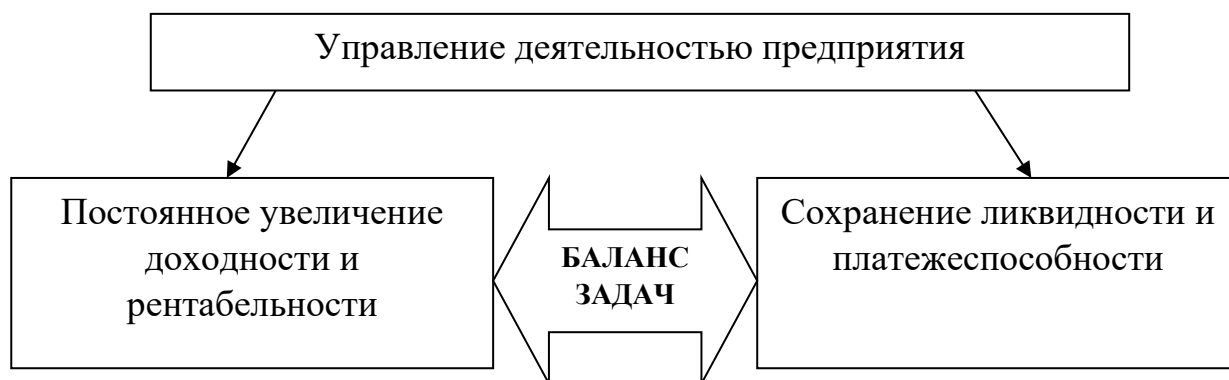 Управление деятельностью предприятия
Постоянное увеличение
доходности и
рентабельности
БАЛАНС
ЗАДАЧ
Сохранение ликвидности и
платежеспособности